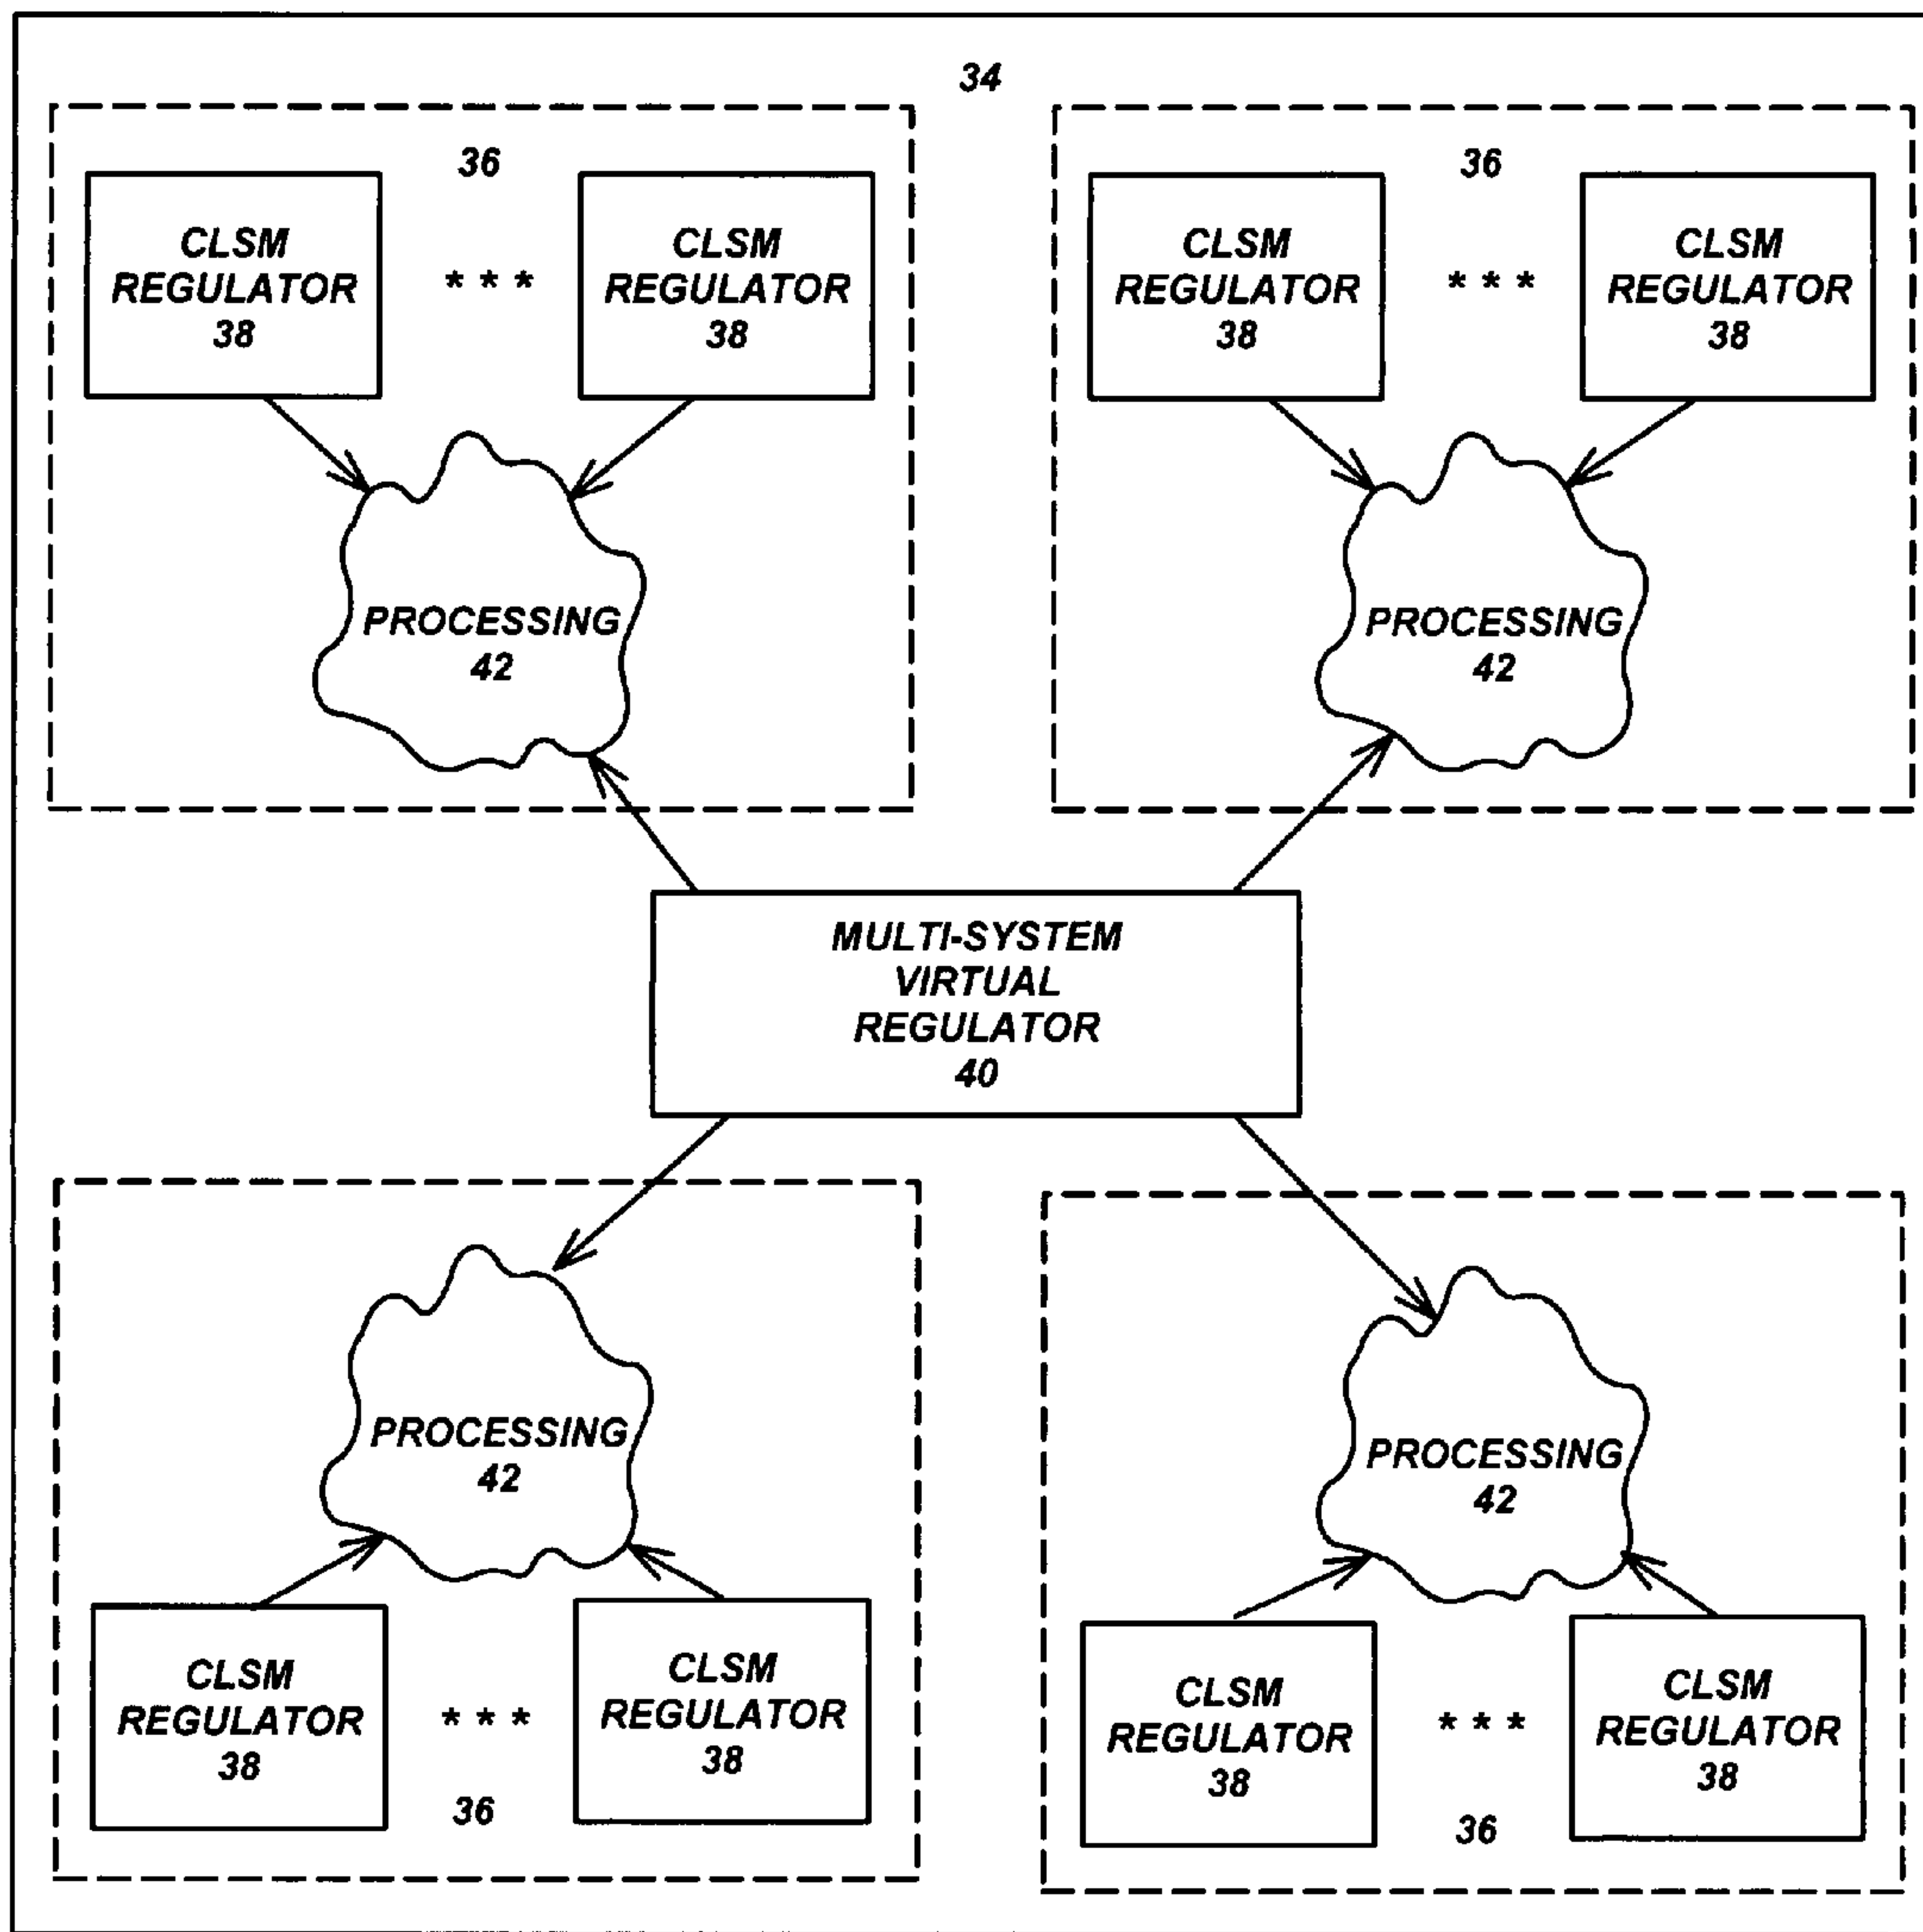 34
36
CLSM
REGULATOR
38
* * *
CLSM
REGULATOR
38
PROCESSING
42
36
CLSM
REGULATOR
38
* * *
CLSM
REGULATOR
38
PROCESSING
42
MULTI-SYSTEM
VIRTUAL
REGULATOR
40
PROCESSING
42
CLSM
REGULATOR
38
* * *
CLSM
REGULATOR
38
36
PROCESSING
42
CLSM
REGULATOR
38
* * *
CLSM
REGULATOR
38
36